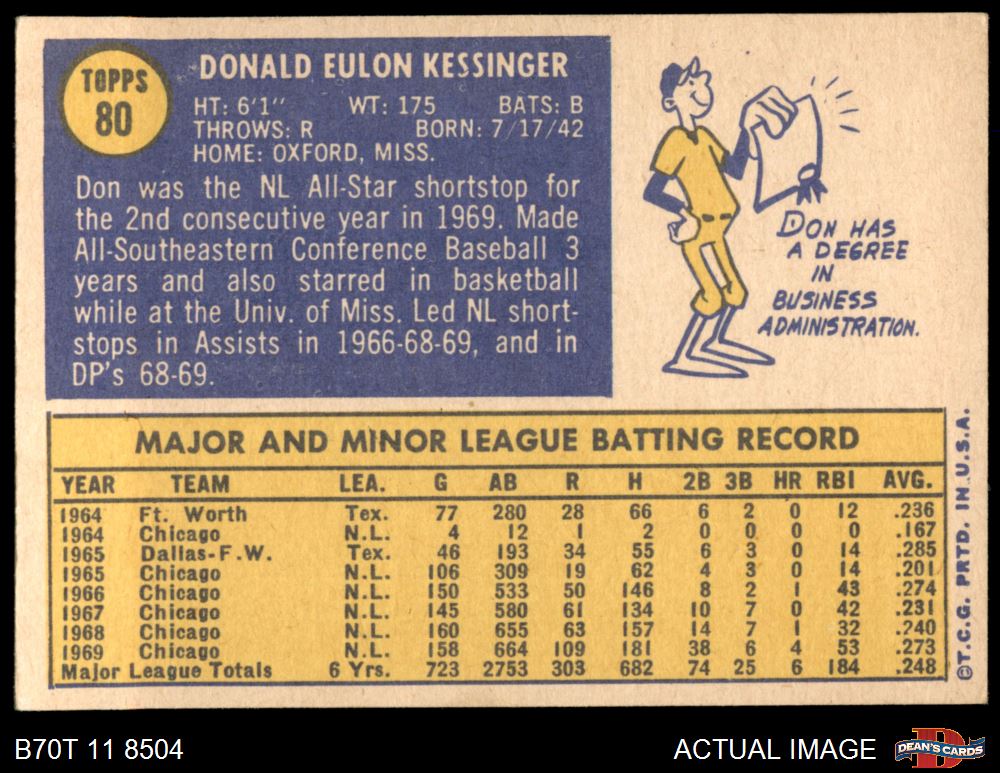 TOPPS
80
DONALD EULON KESSINGER
HT: 6'1" WT: 175 BATS: B
THROWS: R BORN: 7/17/42
HOME: OXFORD, MISS.
Don was the NL All-Star shortstop for
the 2nd consecutive year in 1969. Made
All-Southeastern Conference Baseball 3
years and also starred in basketball
while at the Univ. of Miss. Led NL short-
stops in Assists in 1966-68-69, and in
DP's 68-69.
DON HAS
A DEGREE
IN
BUSINESS
ADMINISTRATION.
MAJOR AND MINOR LEAGUE BATTING RECORD
YEAR TEAM LEA. G AB R H 2B 3B HR RBI AVG.
1964 Ft. Worth Tex. 77 280 28 66 6 2 0 12 .236
1964 Chicago N.L. 4 12 1 2 0 0 0 0 .167
1965 Dallas-F.W. Tex. 46 193 34 55 6 3 0 14 .285
1965 Chicago N.L. 106 309 19 62 4 3 0 14 .201
1966 Chicago N.L. 150 533 50 146 8 2 1 43 .274
1967 Chicago N.L. 145 580 61 134 10 7 0 42 .231
1968 Chicago N.L. 160 655 63 157 14 7 1 32 .240
1969 Chicago N.L. 158 664 109 181 38 6 4 53 .273
Major League Totals 6 Yrs. 723 2753 303 682 74 25 6 184 .248
©T.C.G. PRTD. IN U.S.A.
B70T 11 8504
ACTUAL IMAGE
D
DEAN'S CARDS